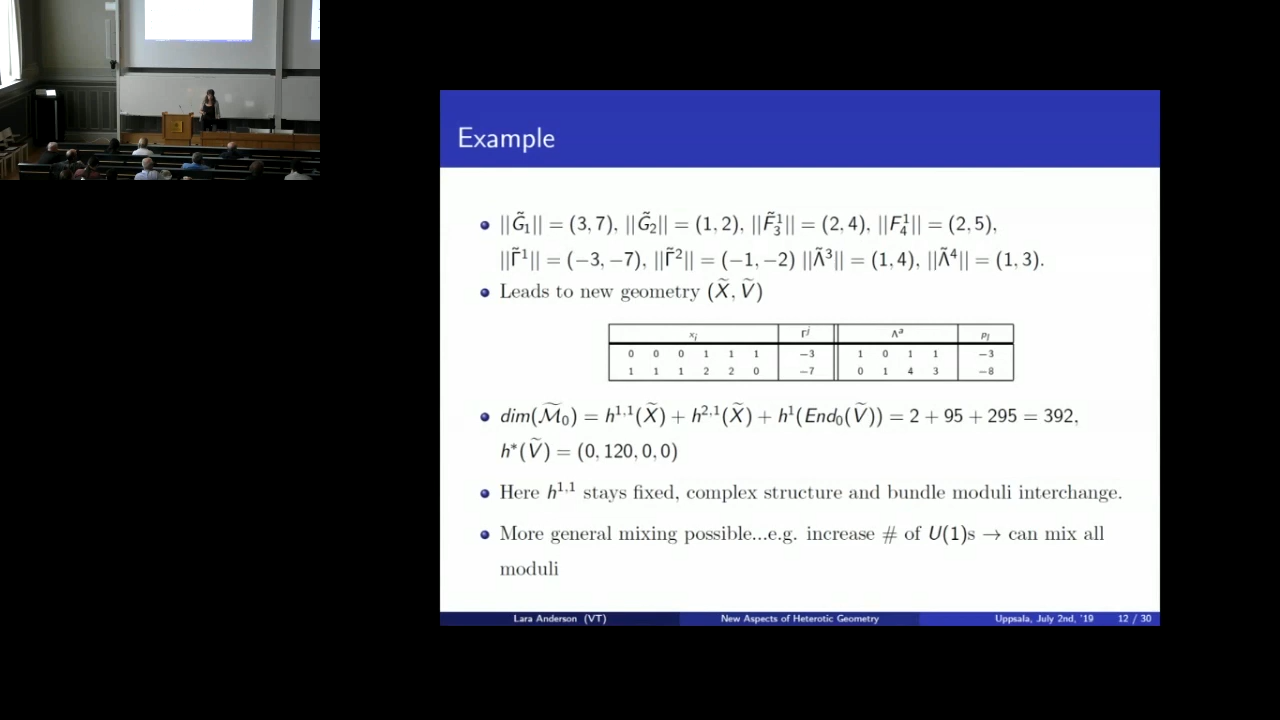 Example
• ||G̃₁|| = (3, 7), ||G̃₂|| = (1, 2), ||F̃₃¹|| = (2, 4), ||F₄¹|| = (2, 5),
||Γ̃¹|| = (−3, −7), ||Γ̃²|| = (−1, −2) ||Λ̃³|| = (1, 4), ||Λ̃⁴|| = (1, 3).
• Leads to new geometry (X̃, Ṽ)
xᵢ Γʲ Λᵃ pₗ
0 0 0 1 1 1 −3 1 0 1 1 −3
1 1 1 2 2 0 −7 0 1 4 3 −8
• dim(M̃₀) = h¹,¹(X̃) + h²,¹(X̃) + h¹(End₀(Ṽ)) = 2 + 95 + 295 = 392,
h*(Ṽ) = (0, 120, 0, 0)
• Here h¹,¹ stays fixed, complex structure and bundle moduli interchange.
• More general mixing possible...e.g. increase # of U(1)s → can mix all
moduli
Lara Anderson (VT) New Aspects of Heterotic Geometry Uppsala, July 2nd, '19 12 / 30